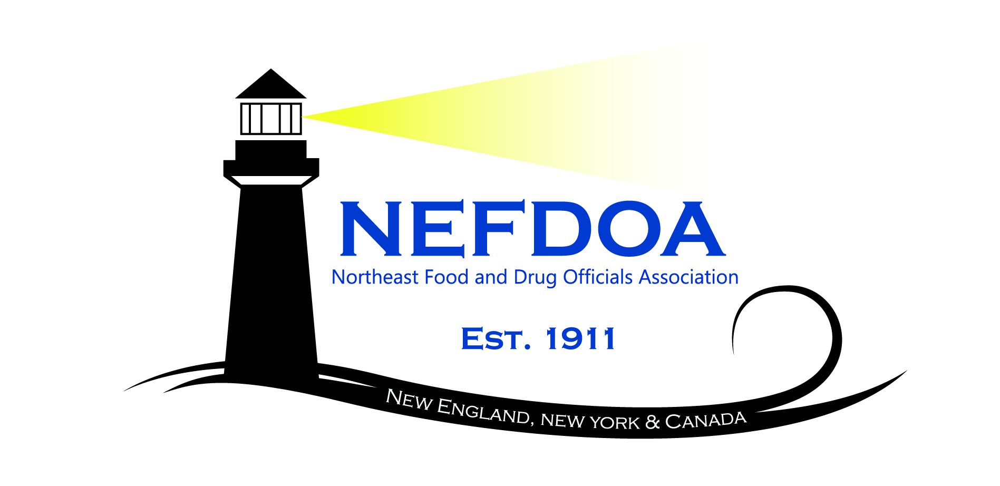 NEFDOA
Northeast Food and Drug Officials Association
Est. 1911
New England, new york & Canada